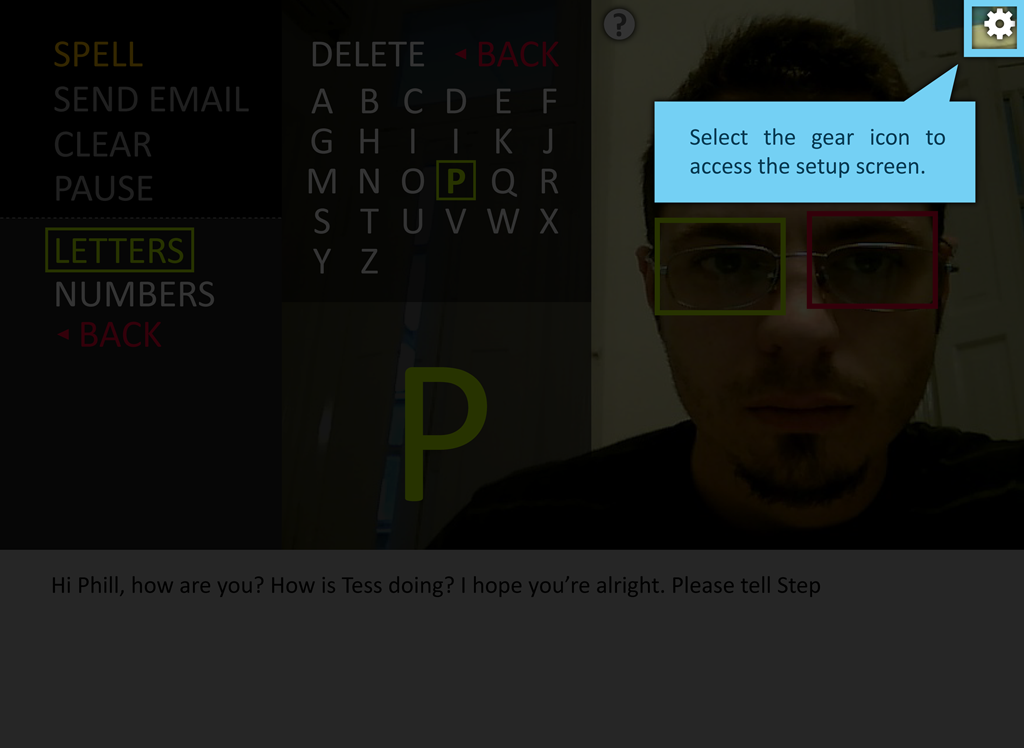 SPELL
SEND EMAIL
CLEAR
PAUSE
LETTERS
NUMBERS
◂ BACK
DELETE ◂ BACK
A B C D E F
G H I I K J
M N O P Q R
S T U V W X
Y Z
P
?
Select the gear icon to
access the setup screen.
Hi Phill, how are you? How is Tess doing? I hope you’re alright. Please tell Step